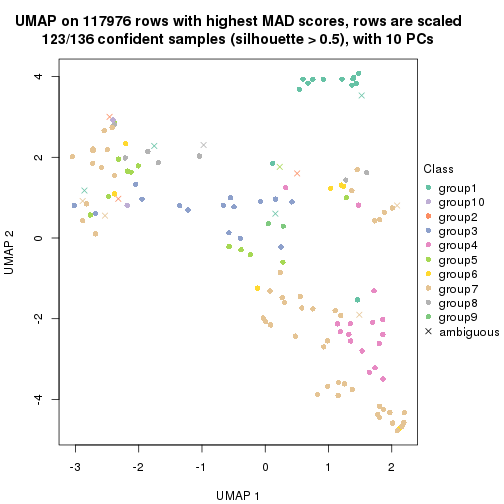 UMAP on 117976 rows with highest MAD scores, rows are scaled
123/136 confident samples (silhouette > 0.5), with 10 PCs
4
2
0
-2
-4
UMAP 2
-3
-2
-1
0
1
2
UMAP 1
Class
group1
group10
group2
group3
group4
group5
group6
group7
group8
group9
ambiguous